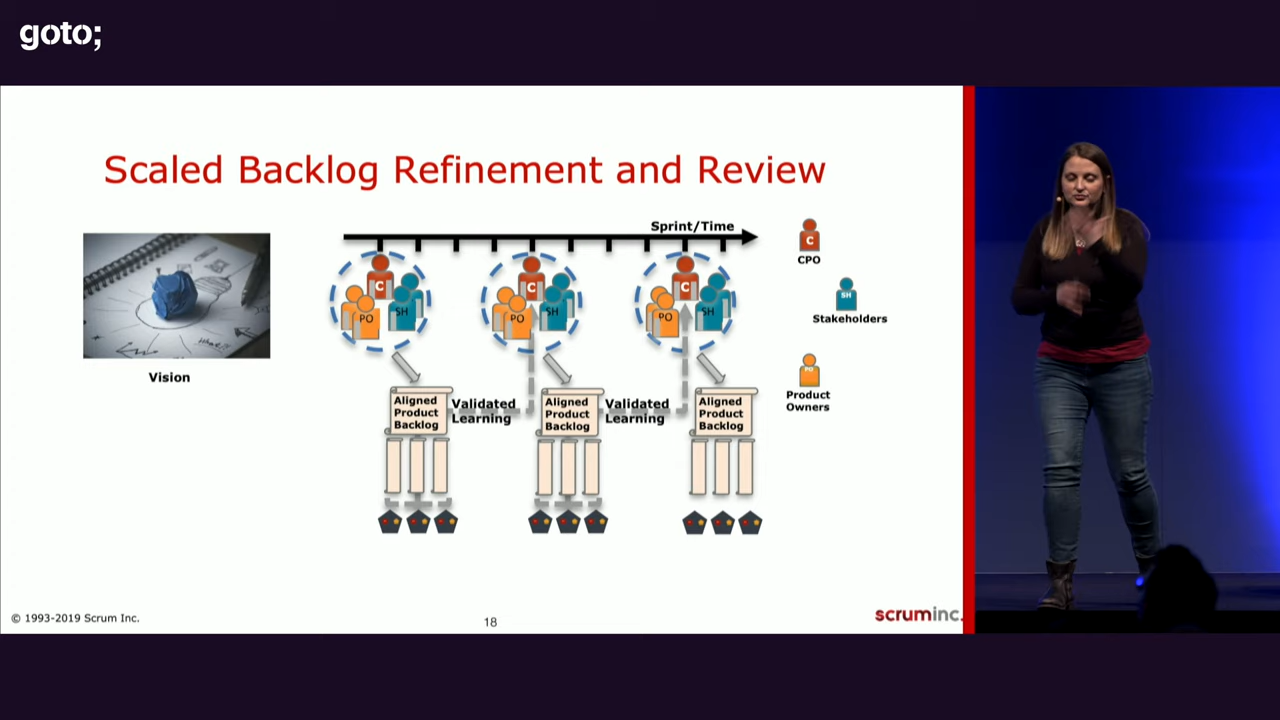 goto;
Scaled Backlog Refinement and Review
Sprint/Time
C
CPO
SH
Stakeholders
PO
Product
Owners
Vision
C
PO
SH
C
PO
SH
C
PO
SH
Aligned
Product
Backlog
Validated
Learning
Aligned
Product
Backlog
Validated
Learning
Aligned
Product
Backlog
© 1993-2019 Scrum Inc.
18
scruminc.